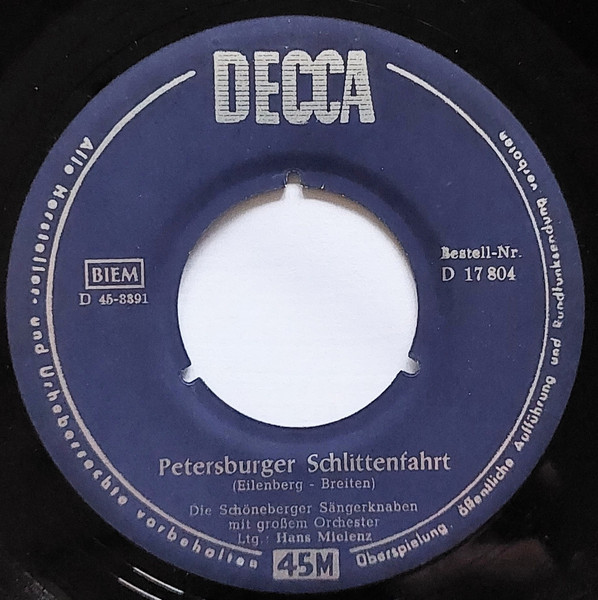 DECCA
BIEM
D 45-3391
Bestell-Nr.
D 17 804
Petersburger Schlittenfahrt
(Eilenberg - Breiten)
Die Schöneberger Sängerknaben
mit großem Orchester
Ltg.: Hans Mielenz
45M
Alle Hersteller- und Urheberrechte vorbehalten
Überspielung, öffentliche Aufführung und Rundfunksendung verboten